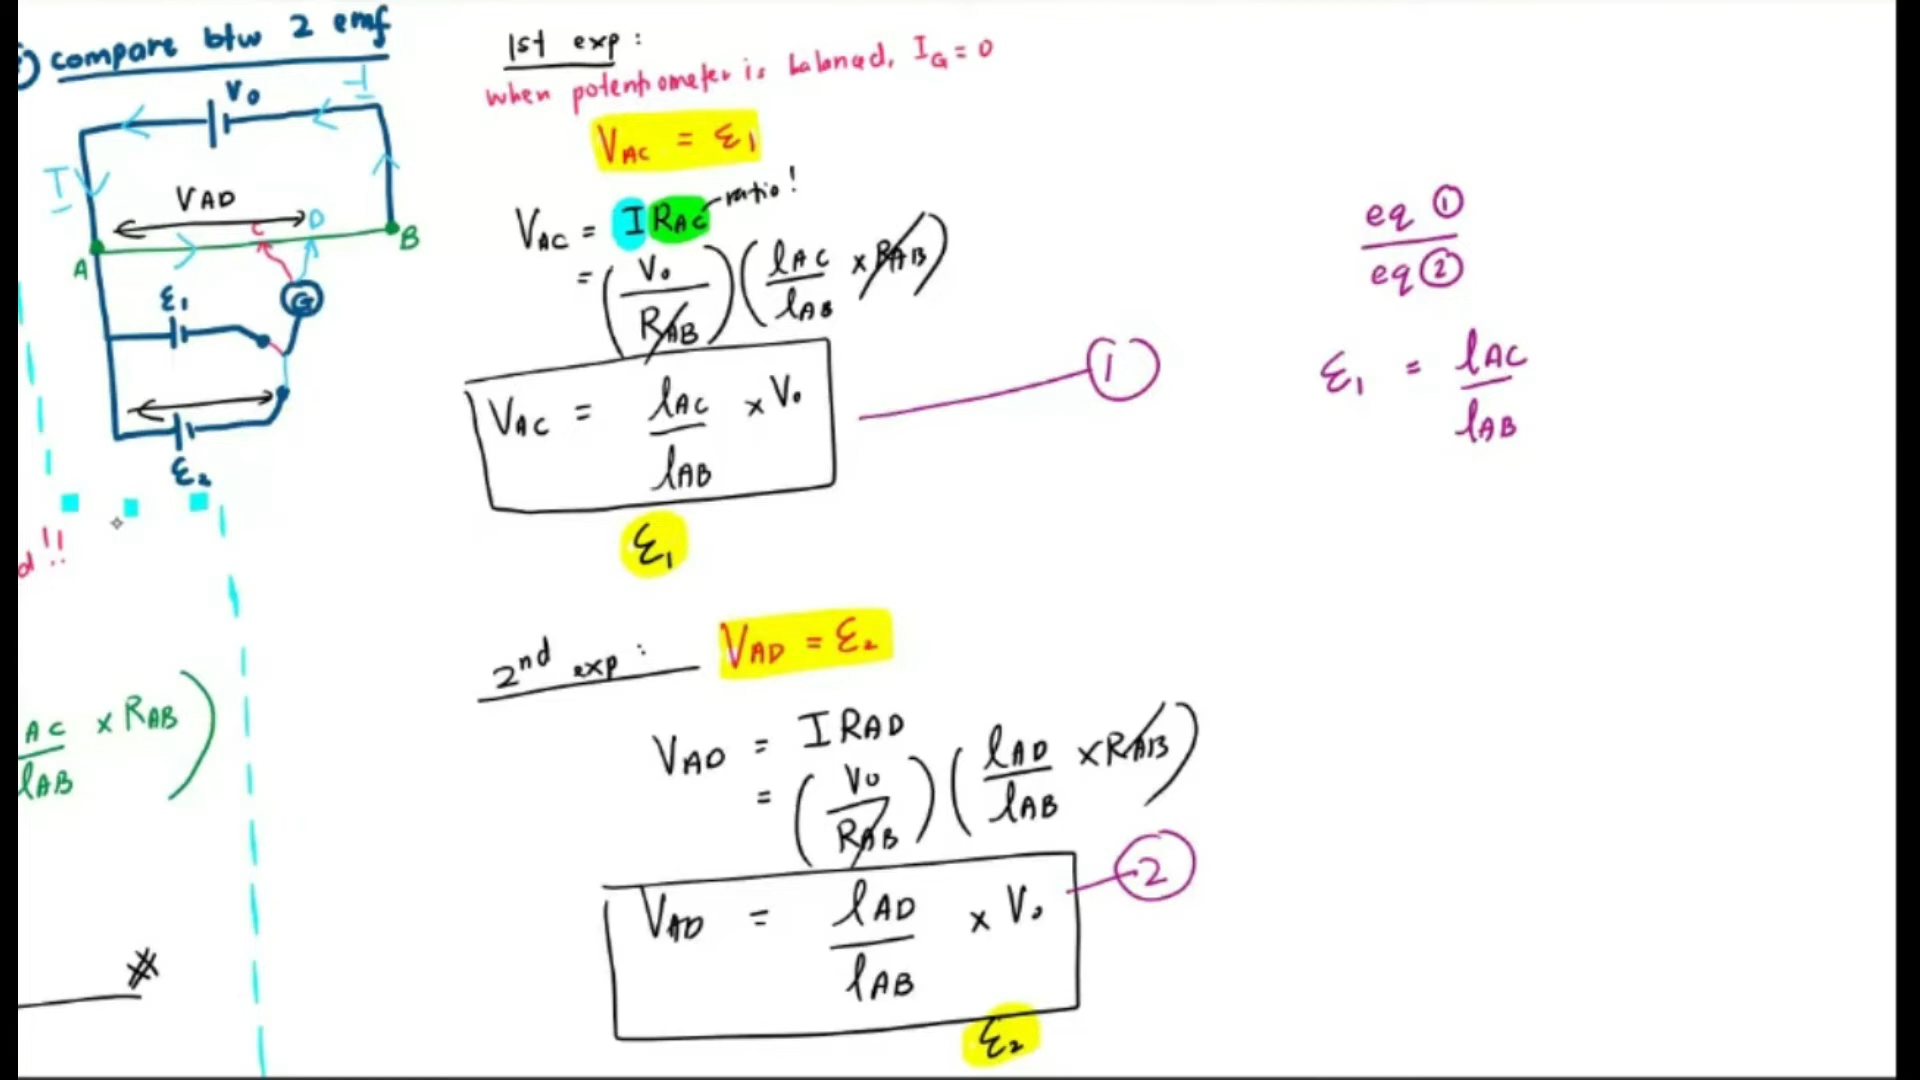 compare btw 2 emf
V₀
I
I
VAD
C
D
B
A
ε₁
G
ε₂
d!!
AC
lAB
× RAB)
#
1st exp:
when potentiometer is balanced, IG = 0
VAC = ε₁
VAC = I RAC ratio!
= (V₀ / RAB) (lAC / lAB × RAB)
VAC = lAC / lAB × V₀
①
ε₁
2nd exp:
VAD = ε₂
VAD = I RAD
= (V₀ / RAB) (lAD / lAB × RAB)
VAD = lAD / lAB × V₀
②
ε₂
eq ①
eq ②
ε₁ = lAC / lAB